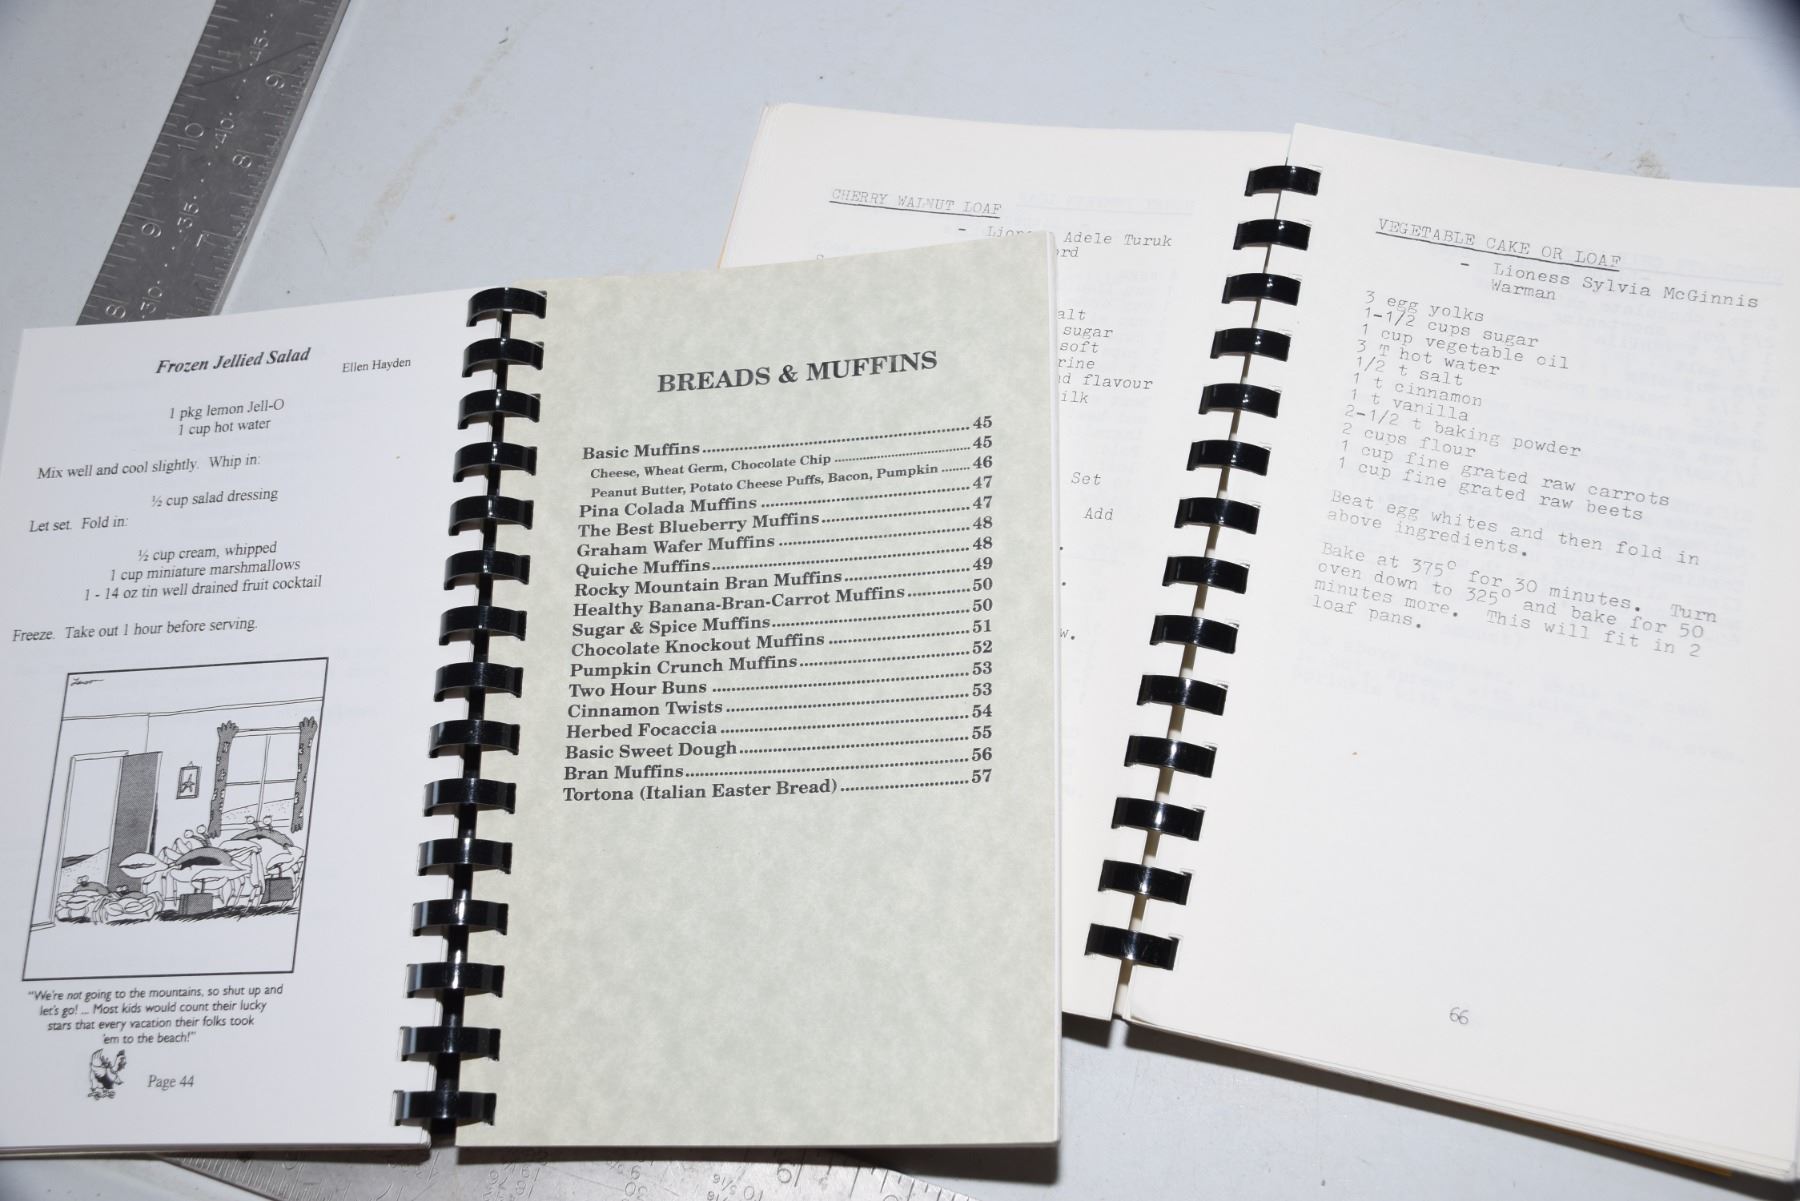 Frozen Jellied Salad
Ellen Hayden
1 pkg lemon Jell-O
1 cup hot water
Mix well and cool slightly. Whip in:
½ cup salad dressing
Let set. Fold in:
½ cup cream, whipped
1 cup miniature marshmallows
1 - 14 oz tin well drained fruit cocktail
Freeze. Take out 1 hour before serving.
"We're not going to the mountains, so shut up and
let's go! ... Most kids would count their lucky
stars that every vacation their folks took
'em to the beach!"
Page 44
BREADS & MUFFINS
Basic Muffins 45
Cheese, Wheat Germ, Chocolate Chip 45
Peanut Butter, Potato Cheese Puffs, Bacon, Pumpkin 46
Pina Colada Muffins 47
The Best Blueberry Muffins 47
Graham Wafer Muffins 48
Quiche Muffins 48
Rocky Mountain Bran Muffins 49
Healthy Banana-Bran-Carrot Muffins 50
Sugar & Spice Muffins 50
Chocolate Knockout Muffins 51
Pumpkin Crunch Muffins 52
Two Hour Buns 53
Cinnamon Twists 53
Herbed Focaccia 54
Basic Sweet Dough 55
Bran Muffins 56
Tortona (Italian Easter Bread) 57
CHERRY WALNUT LOAF
- Adele Turuk
ord
alt
sugar
soft
rine
d flavour
ilk
Set
Add
w.
VEGETABLE CAKE OR LOAF
- Lioness Sylvia McGinnis
Warman
3 egg yolks
1-1/2 cups sugar
1 cup vegetable oil
3 T hot water
1/2 t salt
1 t cinnamon
1 t vanilla
2-1/2 t baking powder
2 cups flour
1 cup fine grated raw carrots
1 cup fine grated raw beets
Beat egg whites and then fold in
above ingredients.
Bake at 375° for 30 minutes. Turn
oven down to 325° and bake for 50
minutes more. This will fit in 2
loaf pans.
66